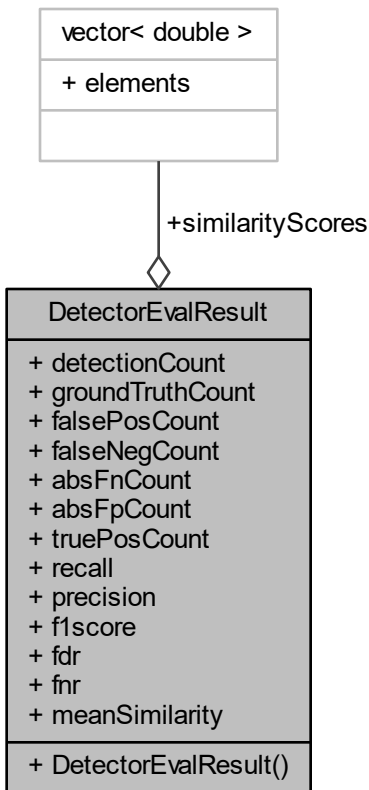 vector< double >
+ elements
+similarityScores
DetectorEvalResult
+ detectionCount
+ groundTruthCount
+ falsePosCount
+ falseNegCount
+ absFnCount
+ absFpCount
+ truePosCount
+ recall
+ precision
+ f1score
+ fdr
+ fnr
+ meanSimilarity
+ DetectorEvalResult()